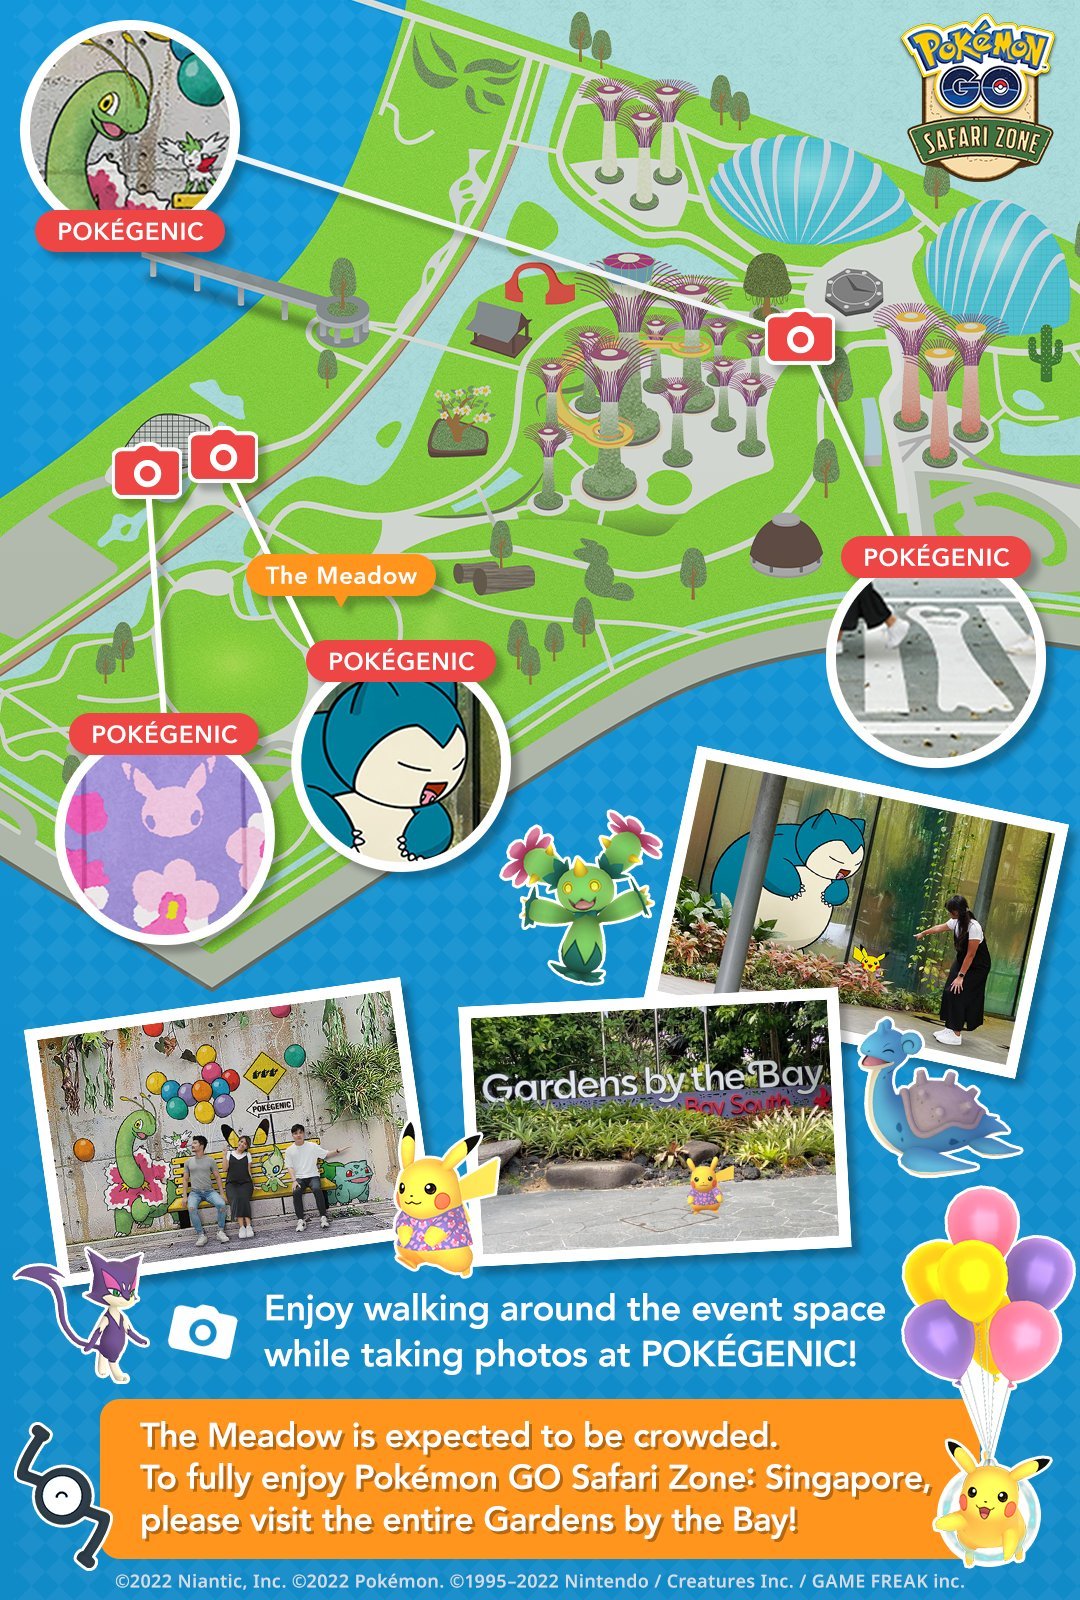 POKÉMON
GO
SAFARI ZONE
POKÉGENIC
POKÉGENIC
The Meadow
POKÉGENIC
POKÉGENIC
POKÉGENIC
Gardens by the Bay
Bay South
Enjoy walking around the event space
while taking photos at POKÉGENIC!
The Meadow is expected to be crowded.
To fully enjoy Pokémon GO Safari Zone: Singapore,
please visit the entire Gardens by the Bay!
©2022 Niantic, Inc. ©2022 Pokémon. ©1995–2022 Nintendo / Creatures Inc. / GAME FREAK inc.